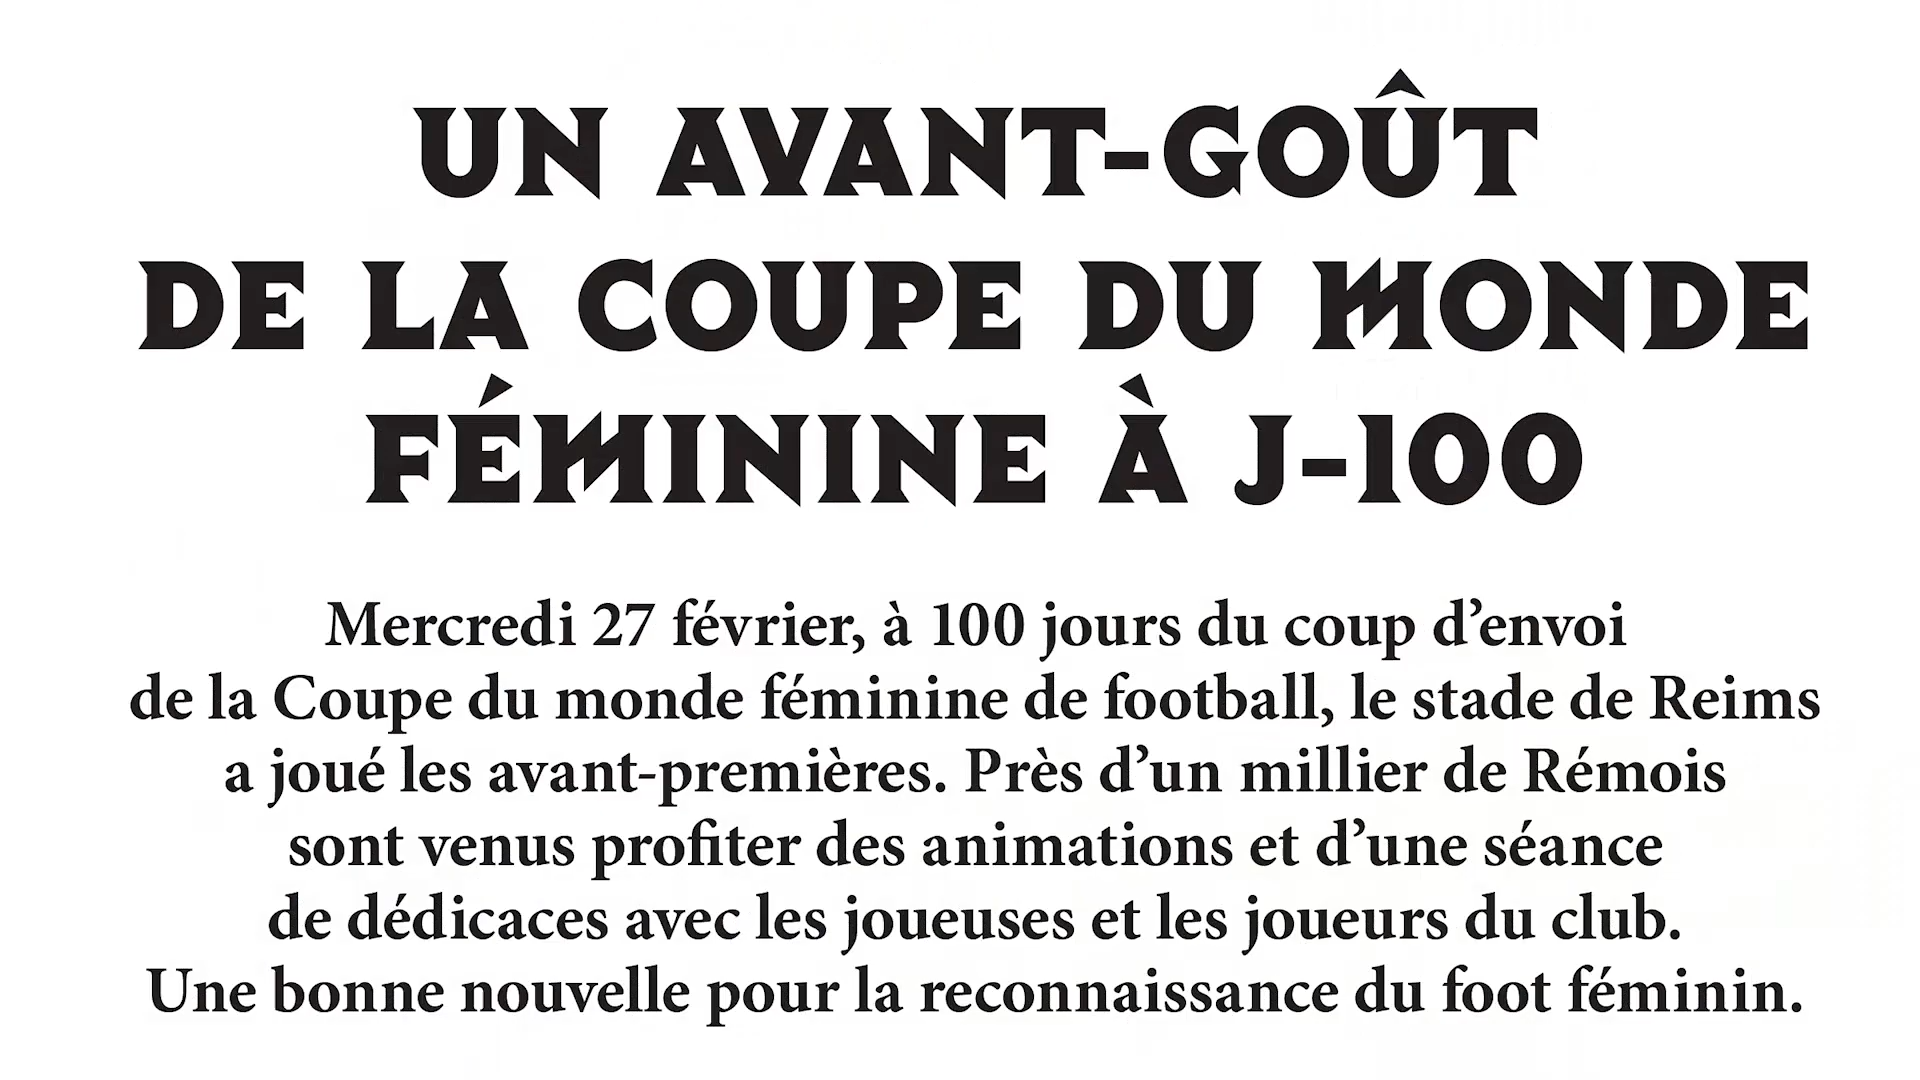 UN AVANT-GOÛT
DE LA COUPE DU MONDE
FÉMININE À J-100
Mercredi 27 février, à 100 jours du coup d’envoi
de la Coupe du monde féminine de football, le stade de Reims
a joué les avant-premières. Près d’un millier de Rémois
sont venus profiter des animations et d’une séance
de dédicaces avec les joueuses et les joueurs du club.
Une bonne nouvelle pour la reconnaissance du foot féminin.